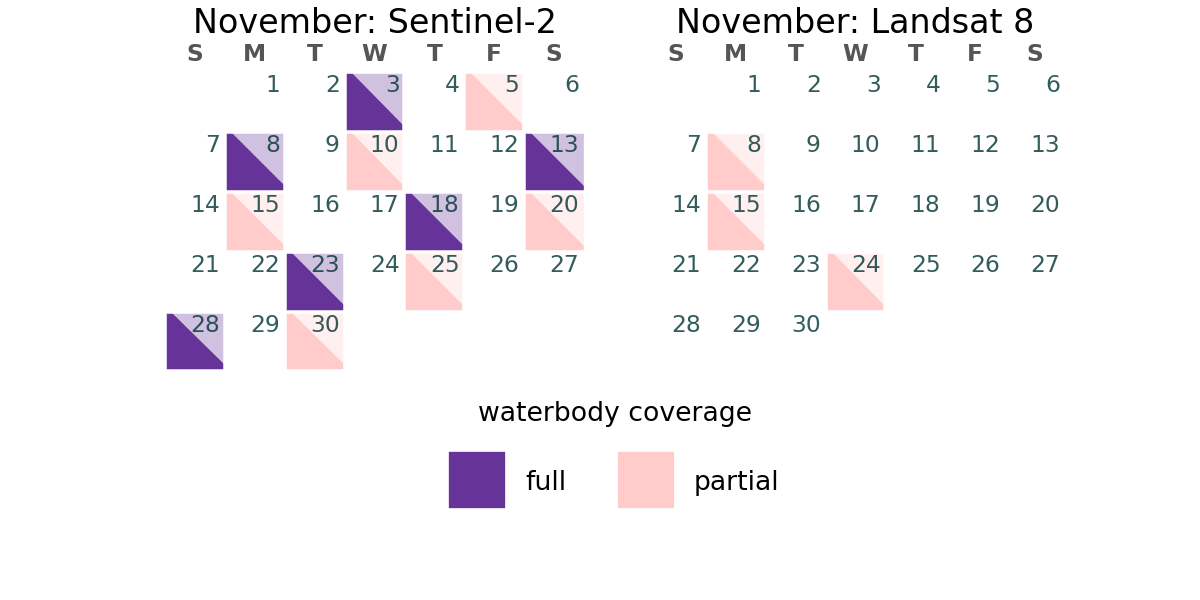 November: Sentinel-2
S M T W T F S
1 2 3 4 5 6
7 8 9 10 11 12 13
14 15 16 17 18 19 20
21 22 23 24 25 26 27
28 29 30
November: Landsat 8
S M T W T F S
1 2 3 4 5 6
7 8 9 10 11 12 13
14 15 16 17 18 19 20
21 22 23 24 25 26 27
28 29 30
waterbody coverage
full
partial